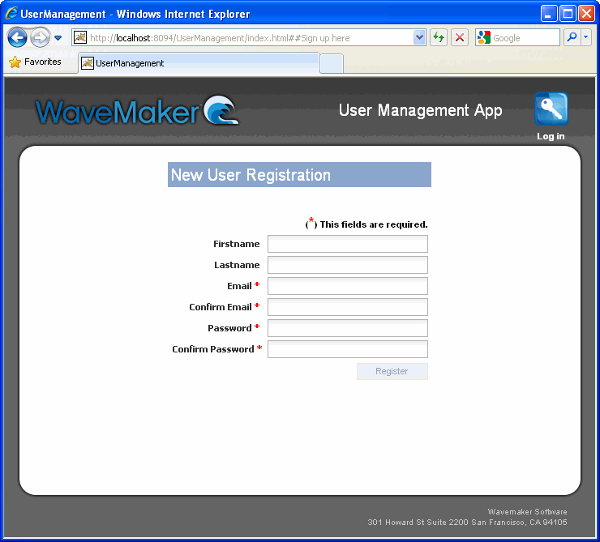 UserManagement - Windows Internet Explorer
http://localhost:8094/UserManagement/index.html##Sign up here
Google
Favorites
UserManagement
WaveMaker
User Management App
Log in
New User Registration
(*) This fields are required.
Firstname
Lastname
Email *
Confirm Email *
Password *
Confirm Password *
Register
Wavemaker Software
301 Howard St Suite 2200 San Francisco, CA 94105